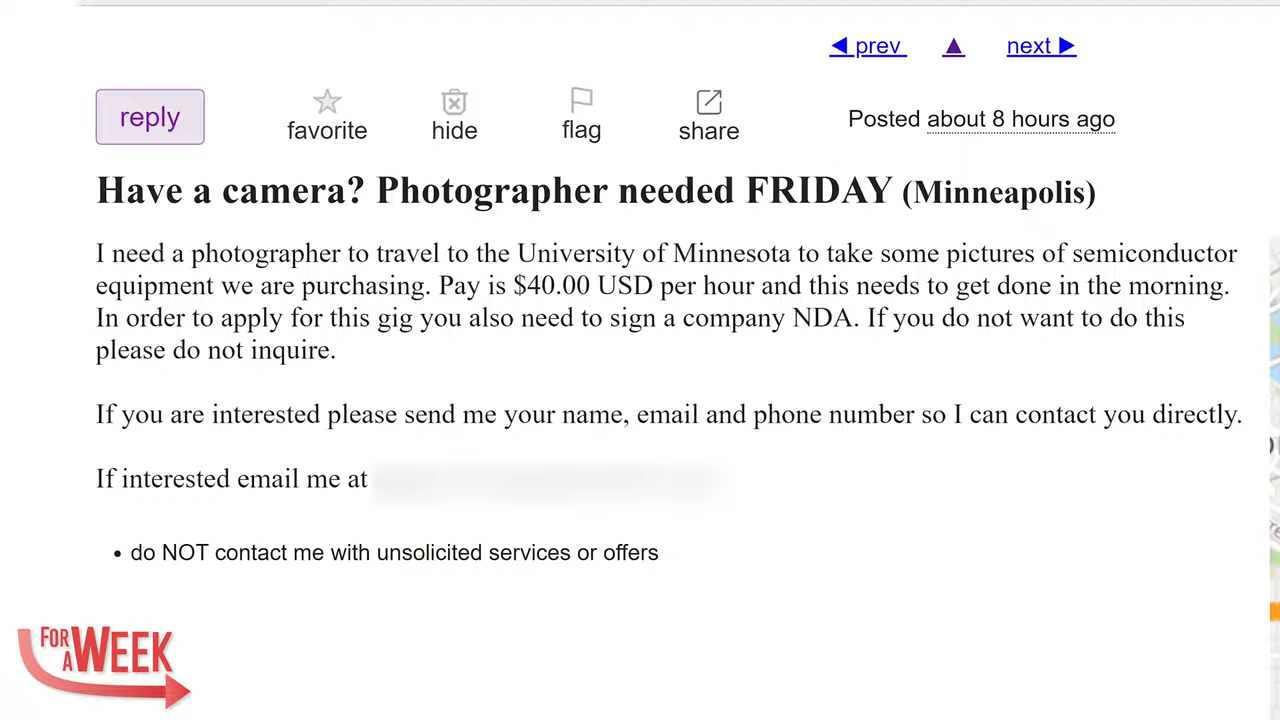 ◀ prev ▲ next ▶
reply favorite hide flag share Posted about 8 hours ago
Have a camera? Photographer needed FRIDAY (Minneapolis)
I need a photographer to travel to the University of Minnesota to take some pictures of semiconductor
equipment we are purchasing. Pay is $40.00 USD per hour and this needs to get done in the morning.
In order to apply for this gig you also need to sign a company NDA. If you do not want to do this
please do not inquire.
If you are interested please send me your name, email and phone number so I can contact you directly.
If interested email me at
• do NOT contact me with unsolicited services or offers
FOR A WEEK